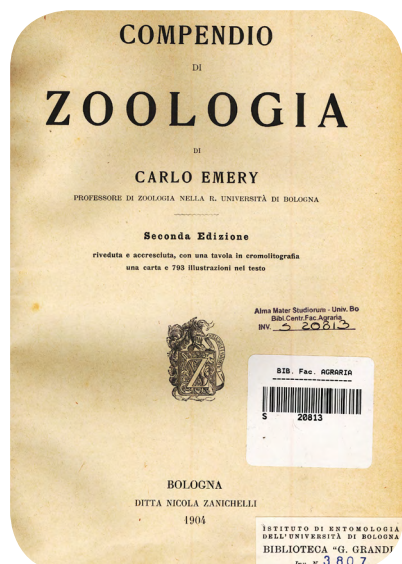 COMPENDIO
DI
ZOOLOGIA
DI
CARLO EMERY
PROFESSORE DI ZOOLOGIA NELLA R. UNIVERSITÀ DI BOLOGNA
Seconda Edizione
riveduta e accresciuta, con una tavola in cromolitografia
una carta e 793 illustrazioni nel testo
Alma Mater Studiorum - Univ. Bo
Bibl.Centr.Fac.Agraria
INV. S 20813
BIB. Fac. AGRARIA
S 20813
Z
BOLOGNA
DITTA NICOLA ZANICHELLI
1904
ISTITUTO DI ENTOMOLOGIA
DELL'UNIVERSITÀ DI BOLOGNA
BIBLIOTECA "G. GRANDI
3807